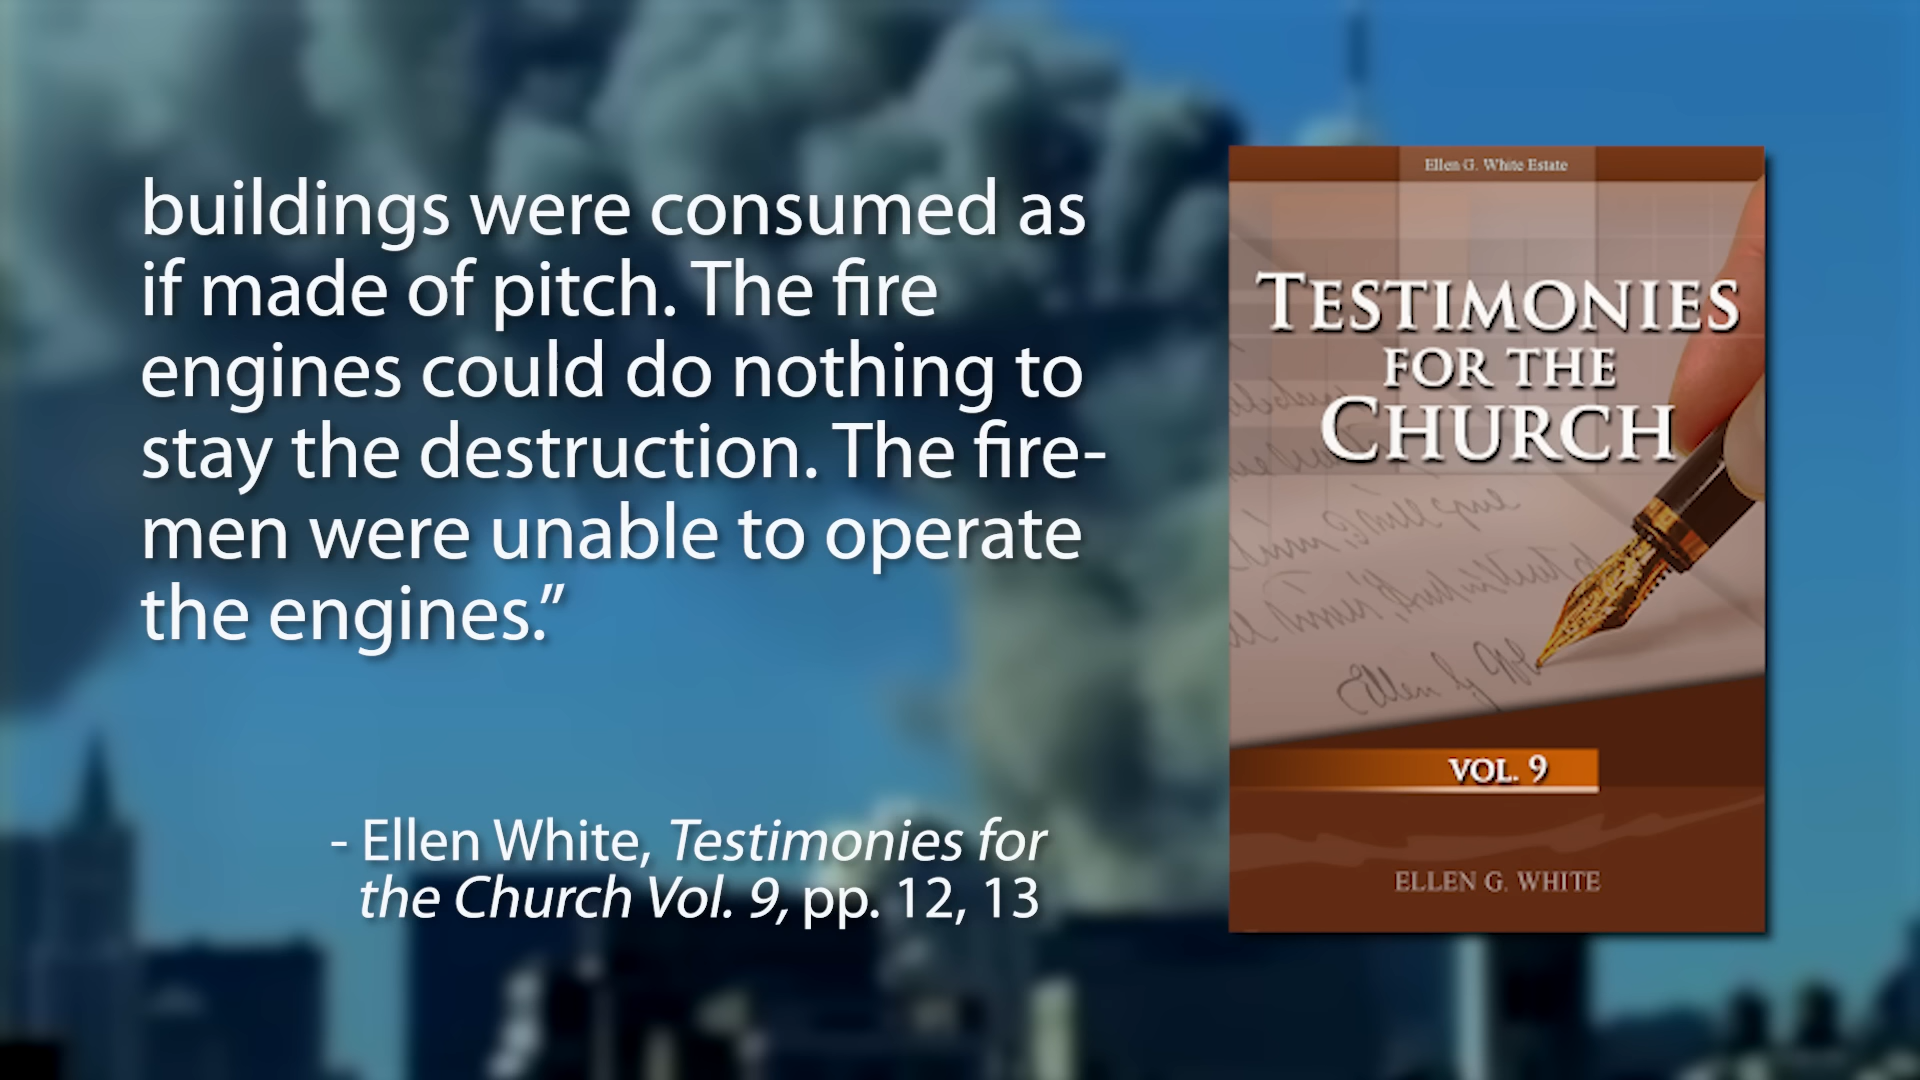 buildings were consumed as
if made of pitch. The fire
engines could do nothing to
stay the destruction. The fire-
men were unable to operate
the engines.”
- Ellen White, Testimonies for
the Church Vol. 9, pp. 12, 13
Ellen G. White Estate
TESTIMONIES
FOR THE
CHURCH
VOL. 9
ELLEN G. WHITE